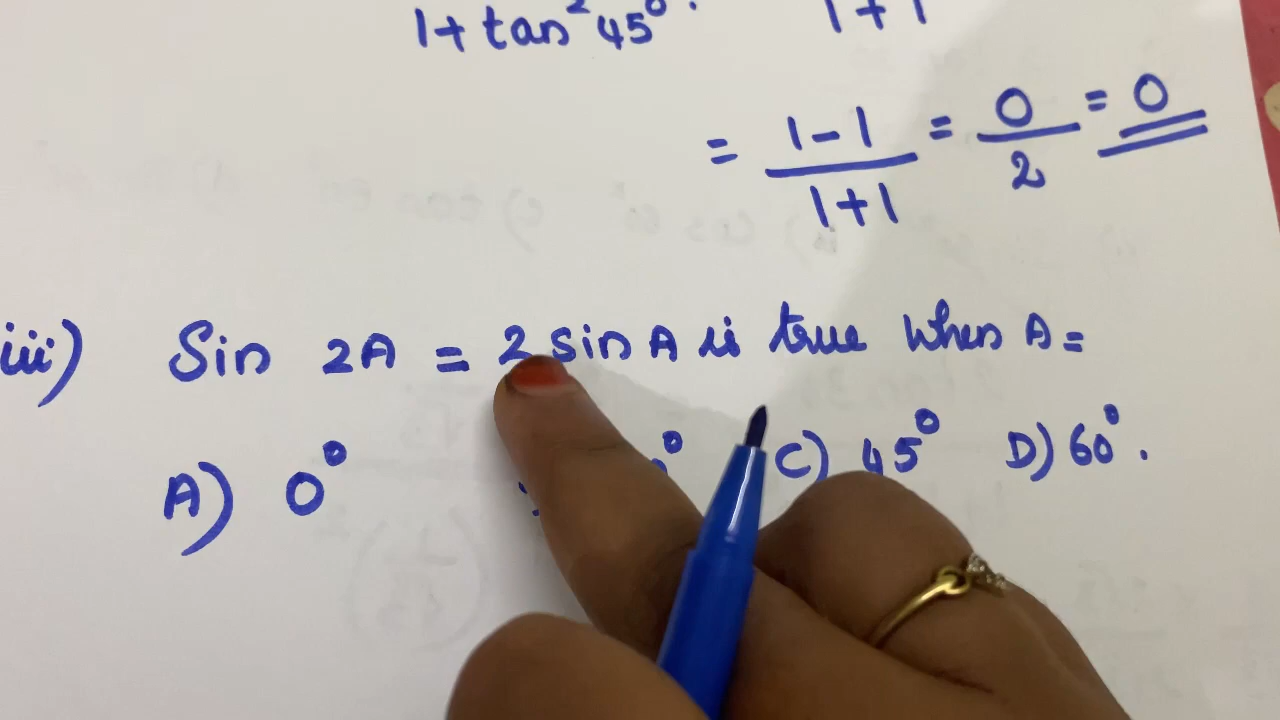 1+tan²45°. 1+1
= 1-1 / 1+1 = 0 / 2 = 0
iii) Sin 2A = 2 sin A is true when A =
A) 0° C) 45° D) 60°.